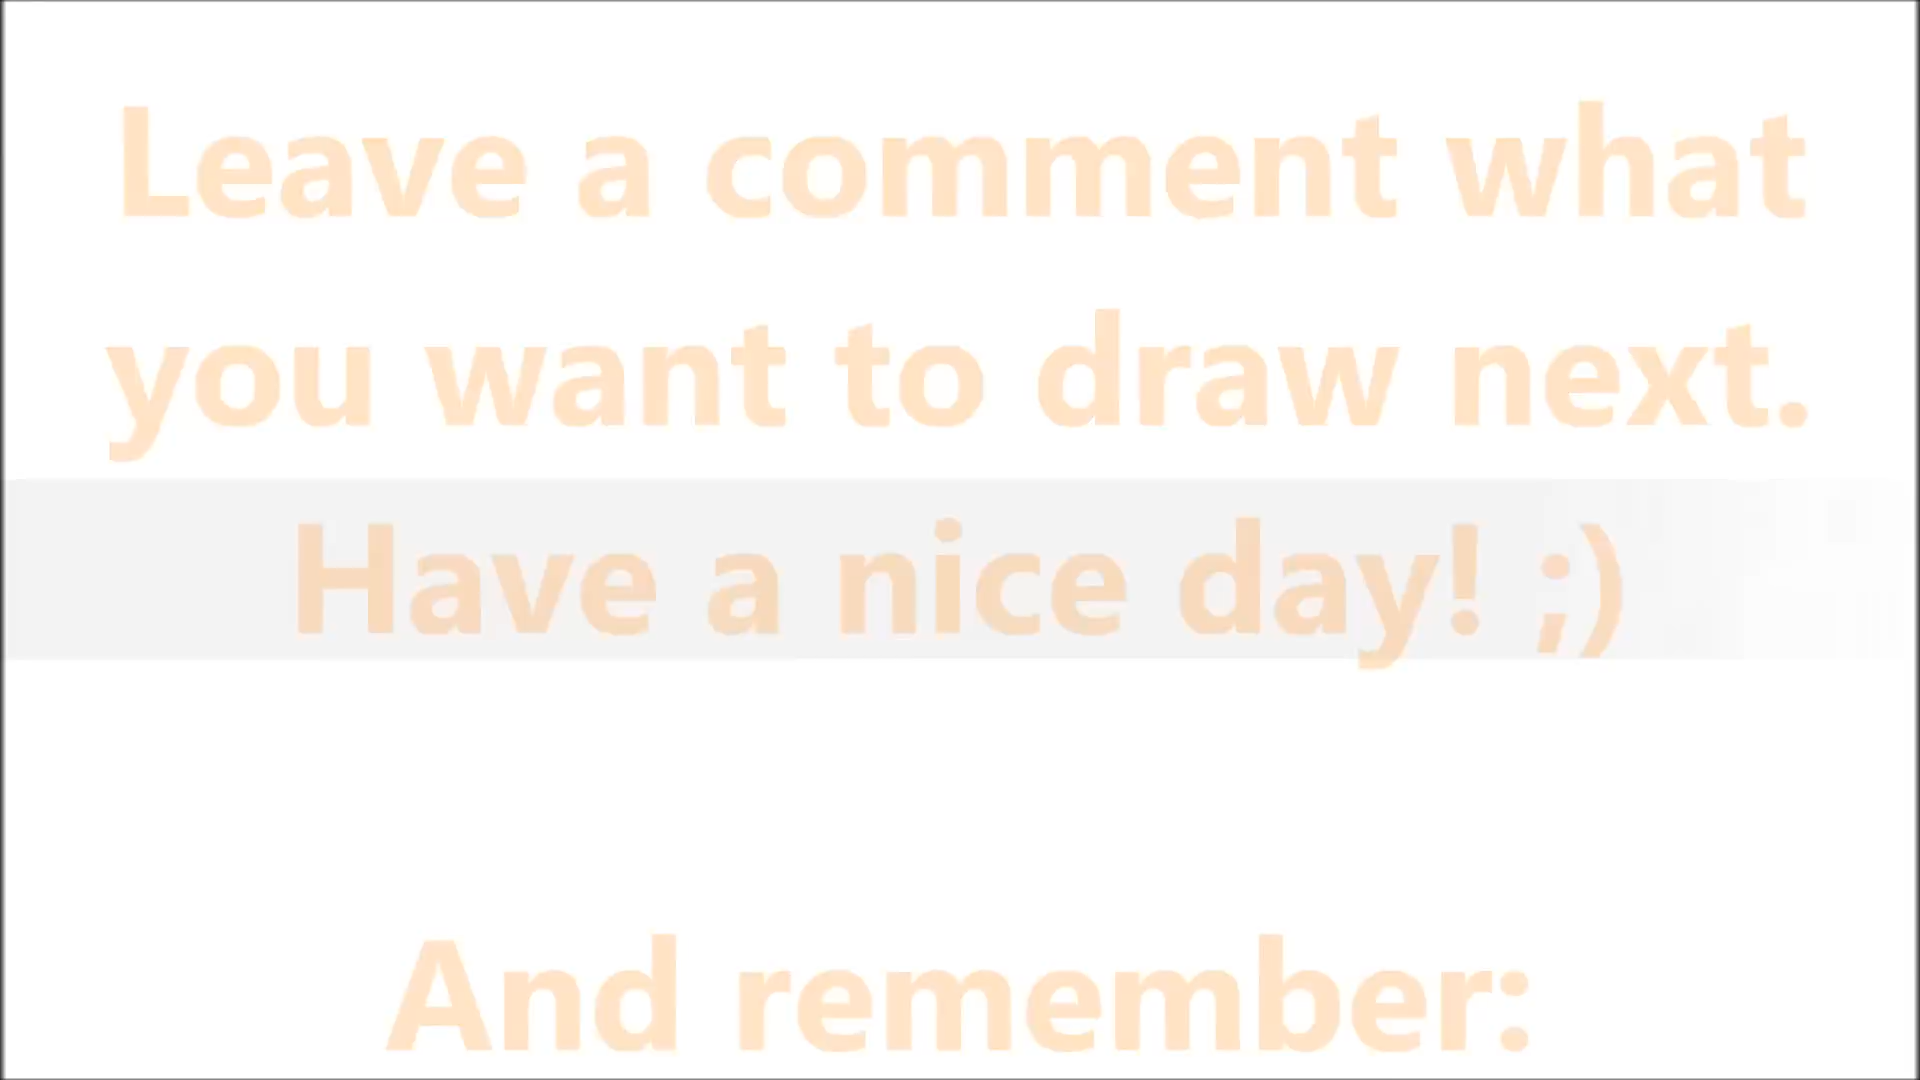 Leave a comment what
you want to draw next.
Have a nice day! ;)
And remember: